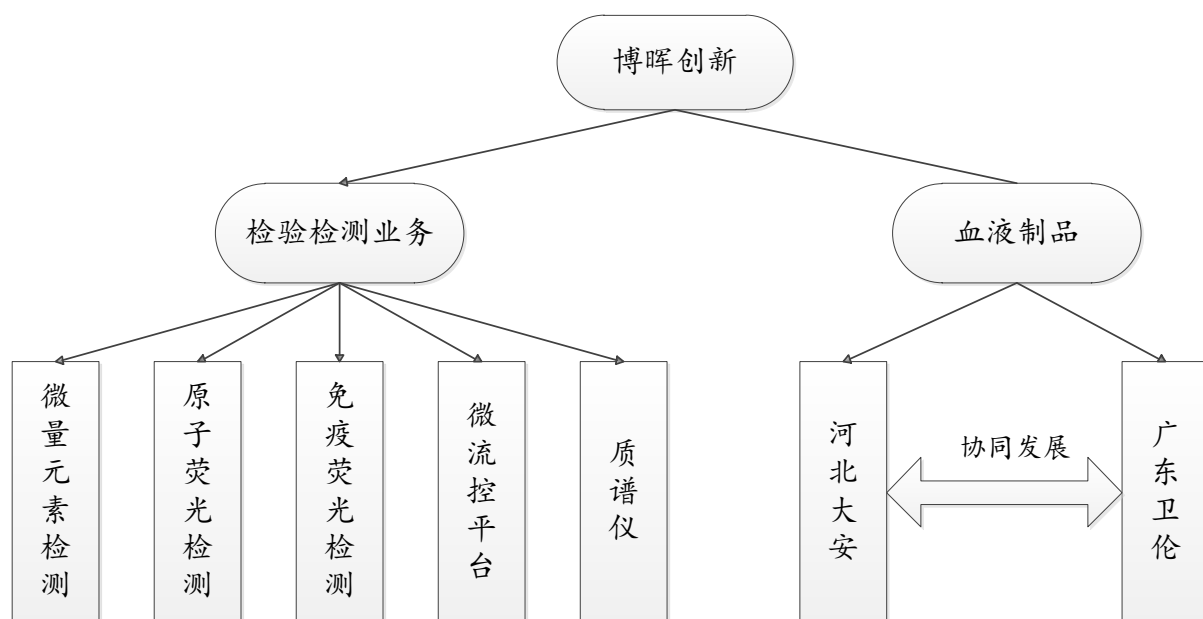 博晖创新
检验检测业务
血液制品
微量元素检测
原子荧光检测
免疫荧光检测
微流控平台
质谱仪
河北大安
协同发展
广东卫伦